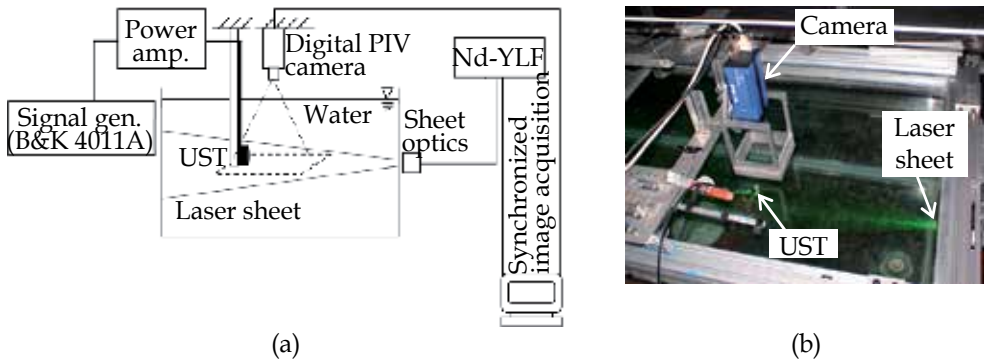 Power
amp.
Digital PIV
camera
Nd-YLF
Signal gen.
(B&K 4011A)
Water
UST
Sheet
optics
Laser sheet
Synchronized
image acquisition
(a)
Camera
Laser
sheet
UST
(b)